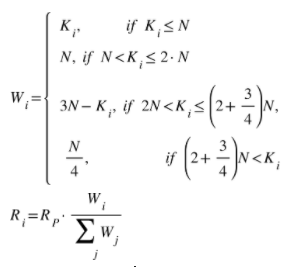 K_i, if K_i ≤ N
N, if N < K_i ≤ 2 · N
W_i = { 3N − K_i, if 2N < K_i ≤ (2 + 3/4)N,
N/4, if (2 + 3/4)N < K_i
R_i = R_P · W_i / ∑_j W_j